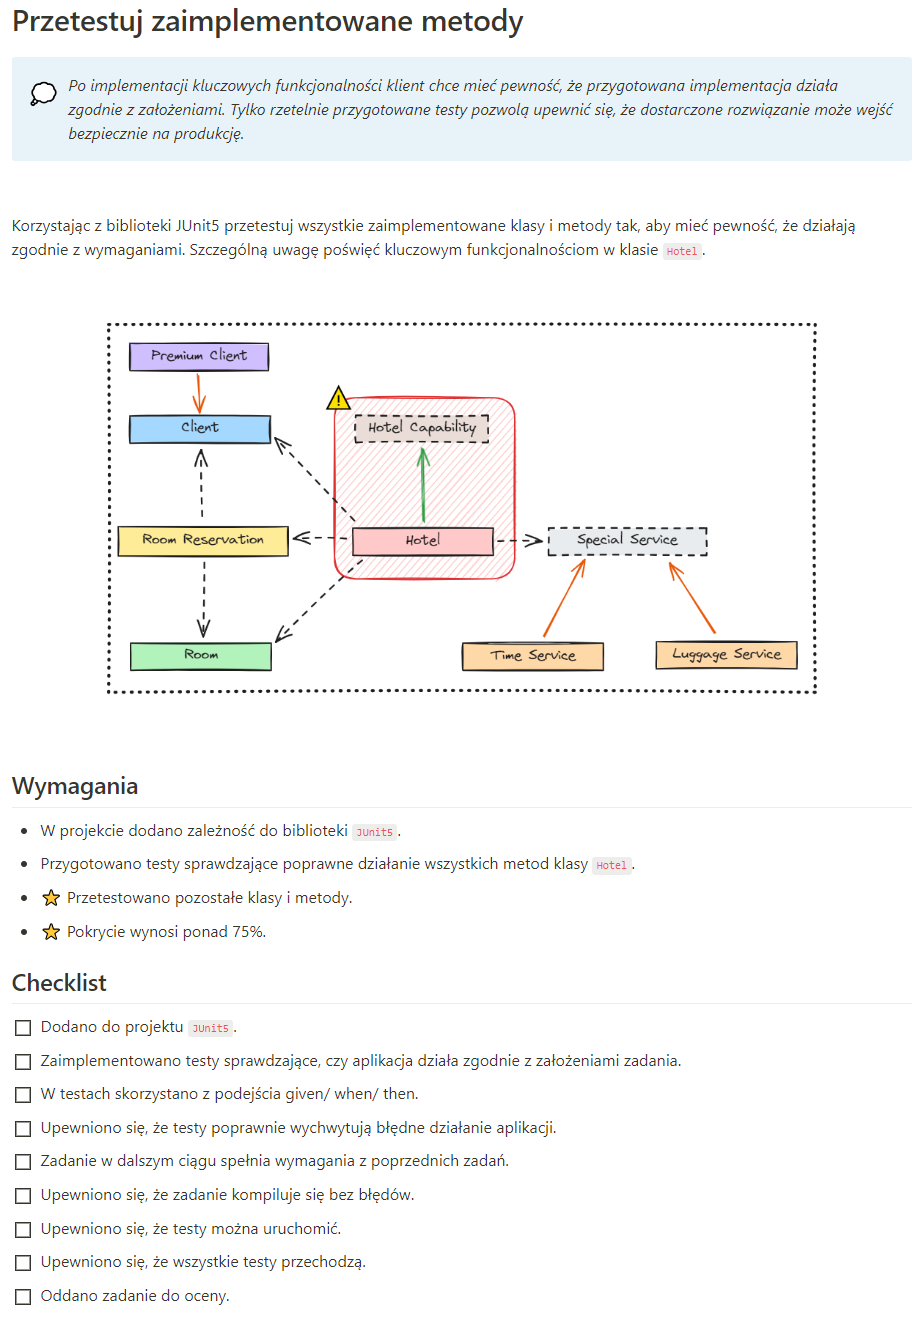 Przetestuj zaimplementowane metody
Po implementacji kluczowych funkcjonalności klient chce mieć pewność, że przygotowana implementacja działa
zgodnie z założeniami. Tylko rzetelnie przygotowane testy pozwolą upewnić się, że dostarczone rozwiązanie może wejść
bezpiecznie na produkcję.
Korzystając z biblioteki JUnit5 przetestuj wszystkie zaimplementowane klasy i metody tak, aby mieć pewność, że działają
zgodnie z wymaganiami. Szczególną uwagę poświęć kluczowym funkcjonalnościom w klasie Hotel.
Premium Client
Client
Hotel Capability
Room Reservation
Hotel
Special Service
Room
Time Service
Luggage Service
Wymagania
W projekcie dodano zależność do biblioteki JUnit5.
Przygotowano testy sprawdzające poprawne działanie wszystkich metod klasy Hotel.
Przetestowano pozostałe klasy i metody.
Pokrycie wynosi ponad 75%.
Checklist
Dodano do projektu JUnit5.
Zaimplementowano testy sprawdzające, czy aplikacja działa zgodnie z założeniami zadania.
W testach skorzystano z podejścia given/ when/ then.
Upewniono się, że testy poprawnie wychwytują błędne działanie aplikacji.
Zadanie w dalszym ciągu spełnia wymagania z poprzednich zadań.
Upewniono się, że zadanie kompiluje się bez błędów.
Upewniono się, że testy można uruchomić.
Upewniono się, że wszystkie testy przechodzą.
Oddano zadanie do oceny.